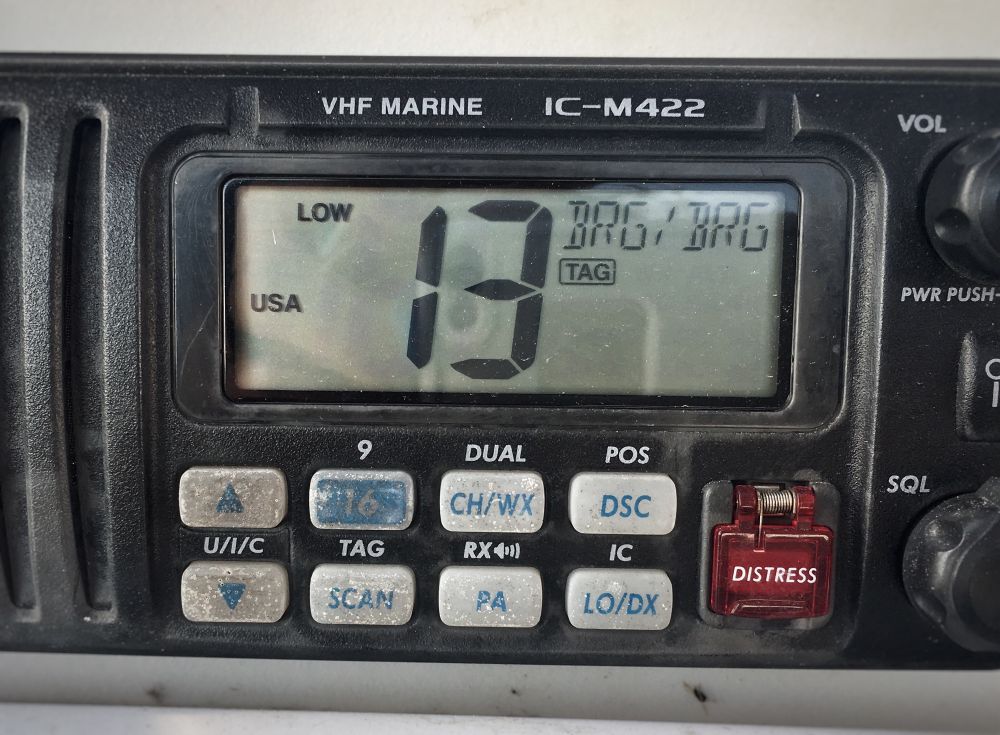 VHF MARINE IC-M422
VOL
LOW 13 BRG/BRG
TAG
USA
PWR PUSH-
9 DUAL POS
16 CH/WX DSC
SQL
U/I/C TAG RX IC
SCAN PA LO/DX
DISTRESS